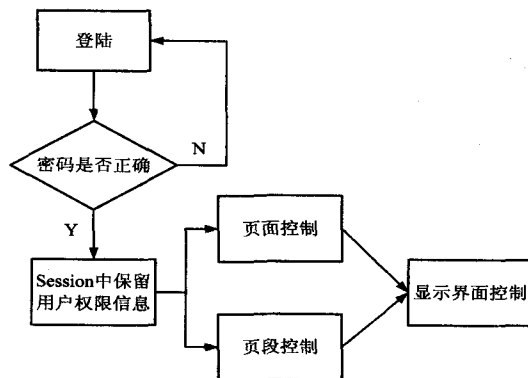 登陆
密码是否正确
N
Y
Session中保留
用户权限信息
页面控制
页段控制
显示界面控制